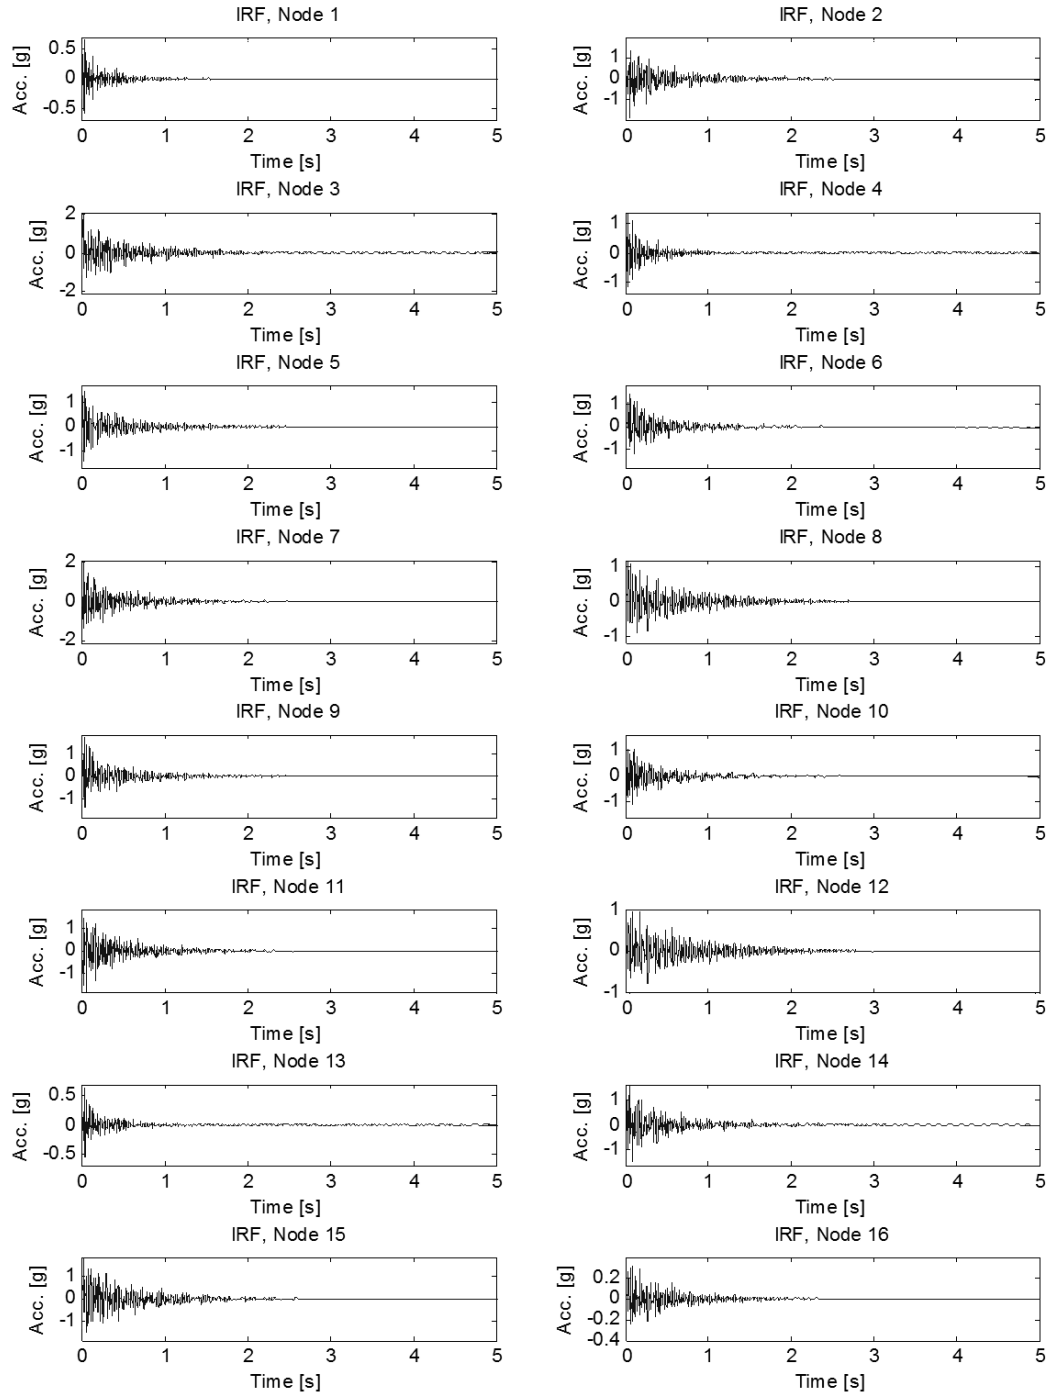 IRF, Node 1
IRF, Node 2
Acc. [g]
0.5
0
-0.5
0 1 2 3 4 5
Time [s]
Acc. [g]
1
0
-1
0 1 2 3 4 5
Time [s]
IRF, Node 3
IRF, Node 4
Acc. [g]
2
0
-2
0 1 2 3 4 5
Time [s]
Acc. [g]
1
0
-1
0 1 2 3 4 5
Time [s]
IRF, Node 5
IRF, Node 6
Acc. [g]
1
0
-1
0 1 2 3 4 5
Time [s]
Acc. [g]
1
0
-1
0 1 2 3 4 5
Time [s]
IRF, Node 7
IRF, Node 8
Acc. [g]
2
0
-2
0 1 2 3 4 5
Time [s]
Acc. [g]
1
0
-1
0 1 2 3 4 5
Time [s]
IRF, Node 9
IRF, Node 10
Acc. [g]
1
0
-1
0 1 2 3 4 5
Time [s]
Acc. [g]
1
0
-1
0 1 2 3 4 5
Time [s]
IRF, Node 11
IRF, Node 12
Acc. [g]
1
0
-1
0 1 2 3 4 5
Time [s]
Acc. [g]
1
0
-1
0 1 2 3 4 5
Time [s]
IRF, Node 13
IRF, Node 14
Acc. [g]
0.5
0
-0.5
0 1 2 3 4 5
Time [s]
Acc. [g]
1
0
-1
0 1 2 3 4 5
Time [s]
IRF, Node 15
IRF, Node 16
Acc. [g]
1
0
-1
0 1 2 3 4 5
Time [s]
Acc. [g]
0.2
0
-0.2
-0.4
0 1 2 3 4 5
Time [s]